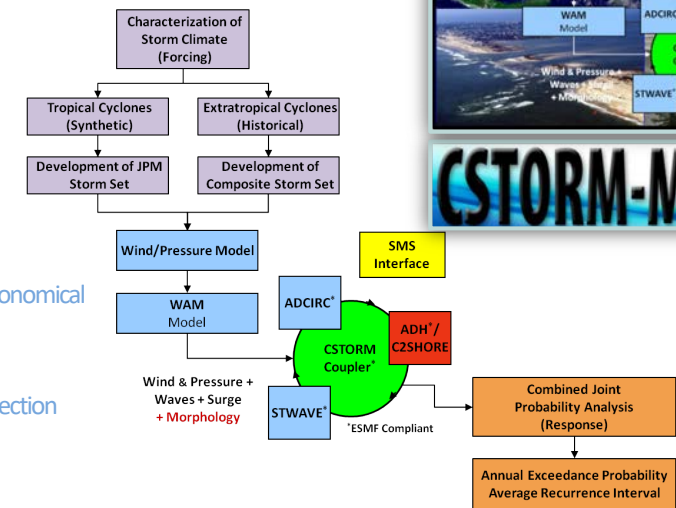 Characterization of
Storm Climate
(Forcing)
Tropical Cyclones
(Synthetic)
Extratropical Cyclones
(Historical)
Development of JPM
Storm Set
Development of
Composite Storm Set
Wind/Pressure Model
WAM
Model
SMS
Interface
ADCIRC*
ADH*/
C2SHORE
CSTORM
Coupler*
STWAVE*
Wind & Pressure +
Waves + Surge
+ Morphology
*ESMF Compliant
Combined Joint
Probability Analysis
(Response)
Annual Exceedance Probability
Average Recurrence Interval
onomical
ection
WAM
Model
ADCIRC
Wind & Pressure +
Waves + Surge
+ Morphology
STWAVE*
CSTORM-M